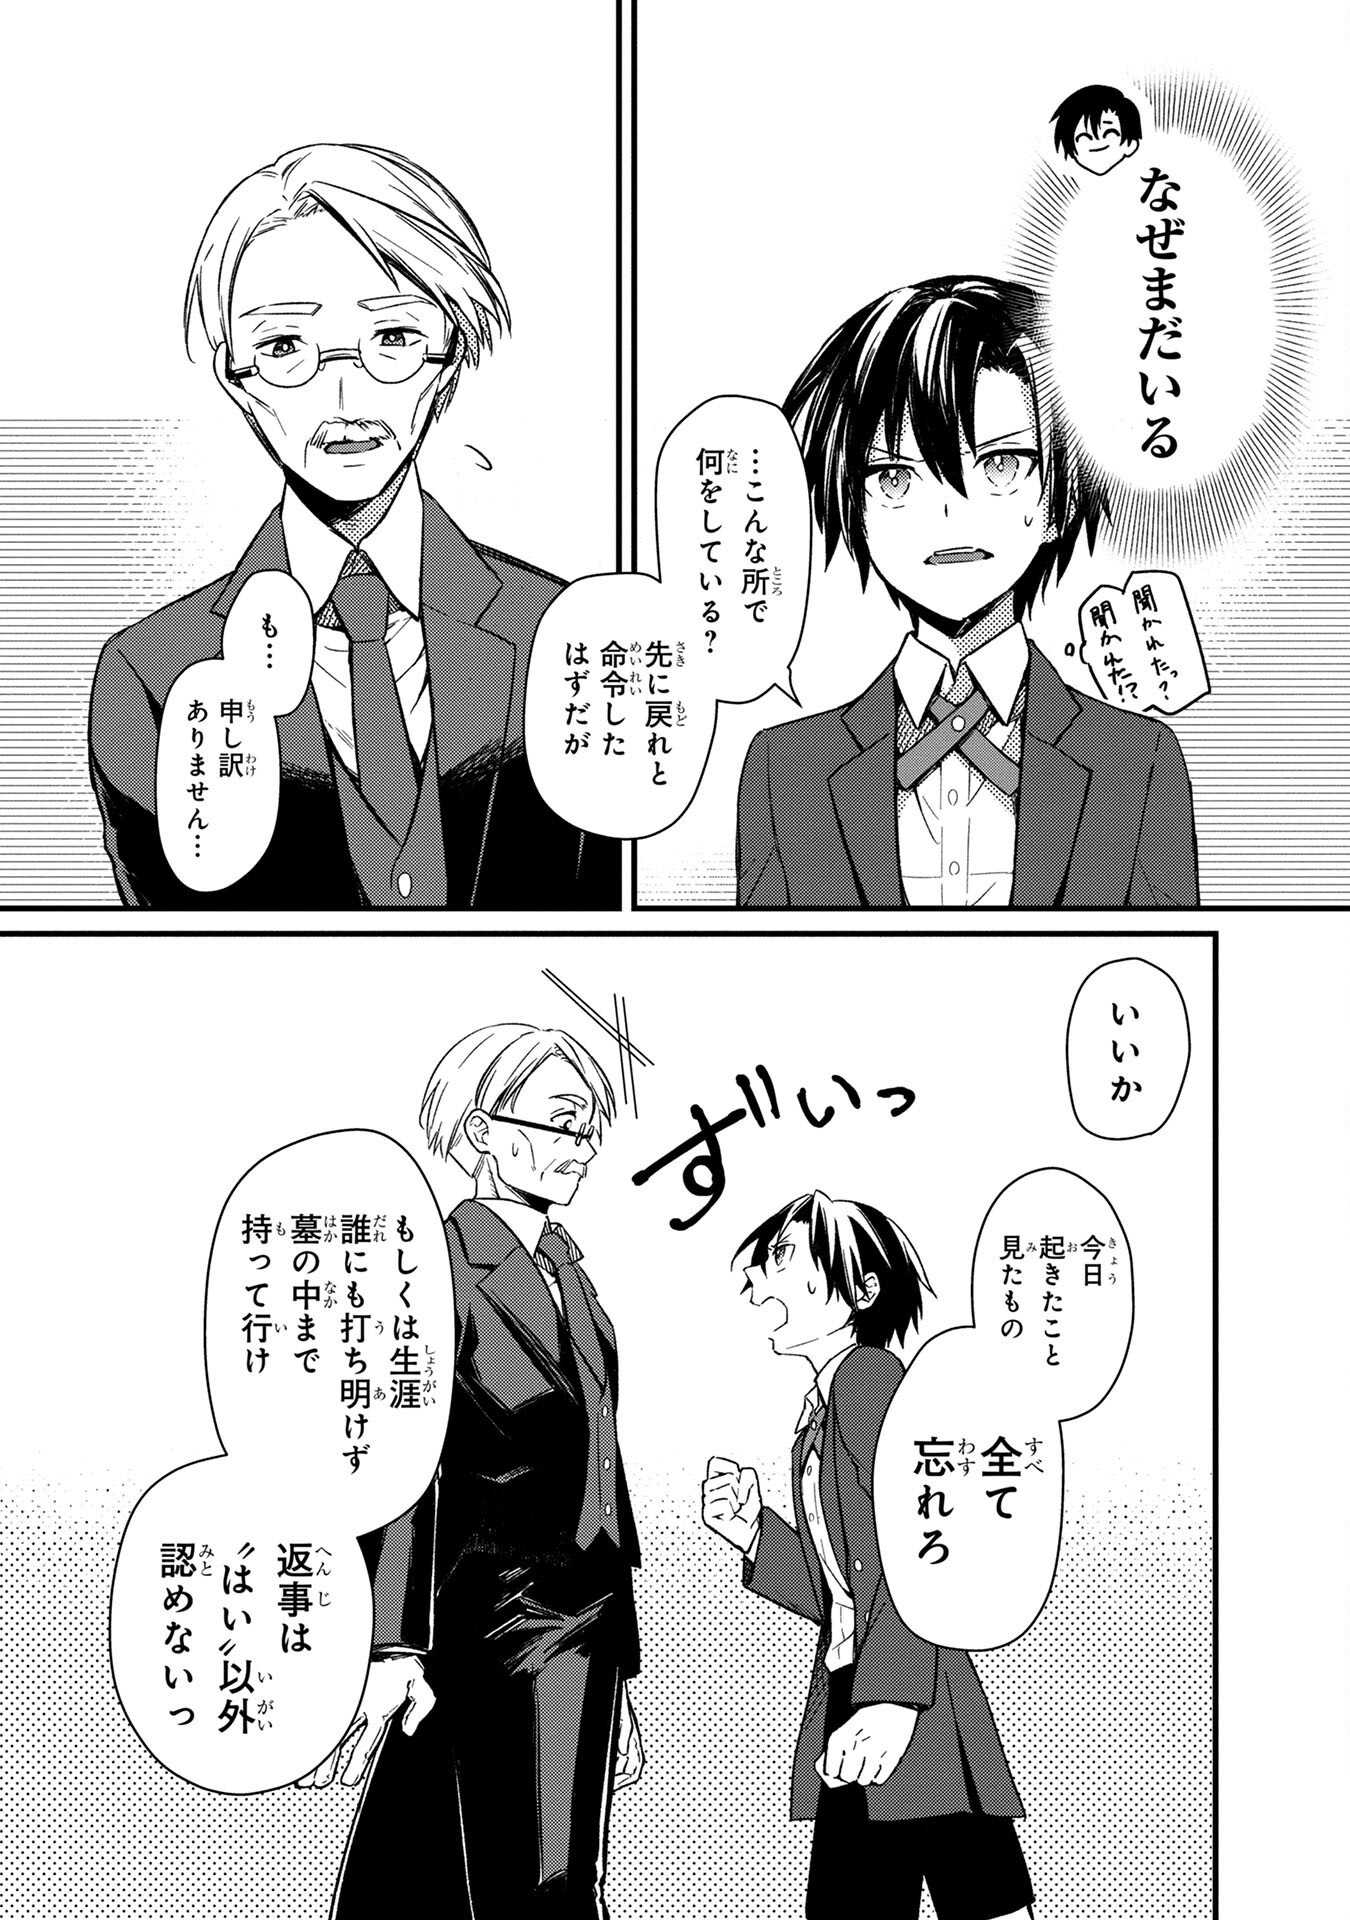 なぜまだいる
…こんな所で
何をしている?
先に戻れと
命令した
はずだが
聞かれたっ?
聞かれた!?
も…
申し訳
ありません…
いいか
今日
起きたこと
見たもの
全て
忘れろ
ずいっ
もしくは生涯
誰にも打ち明けず
墓の中まで
持って行け
返事は
〝はい〟以外
認めないっ